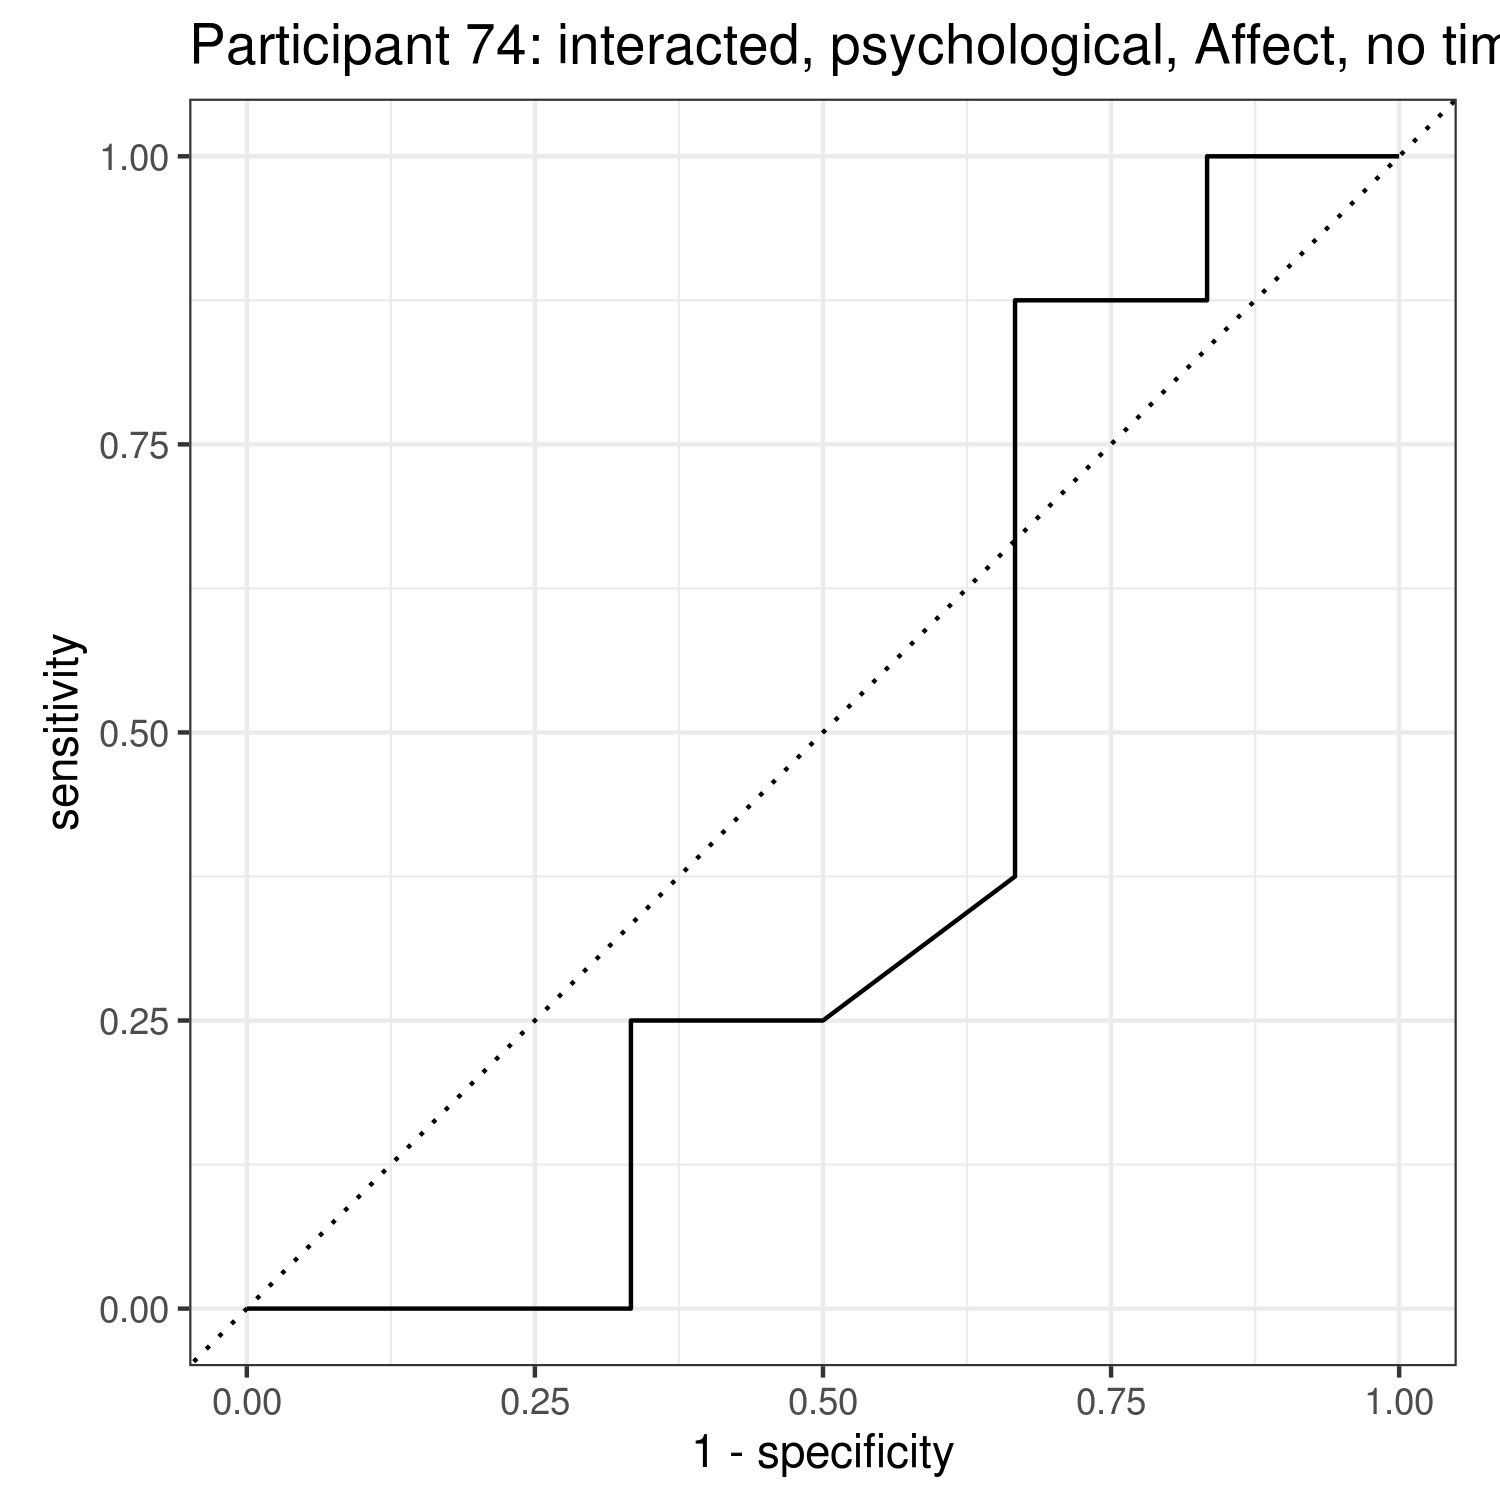 Participant 74: interacted, psychological, Affect, no tim
1.00
0.75
0.50
0.25
0.00
sensitivity
0.00 0.25 0.50 0.75 1.00
1 - specificity